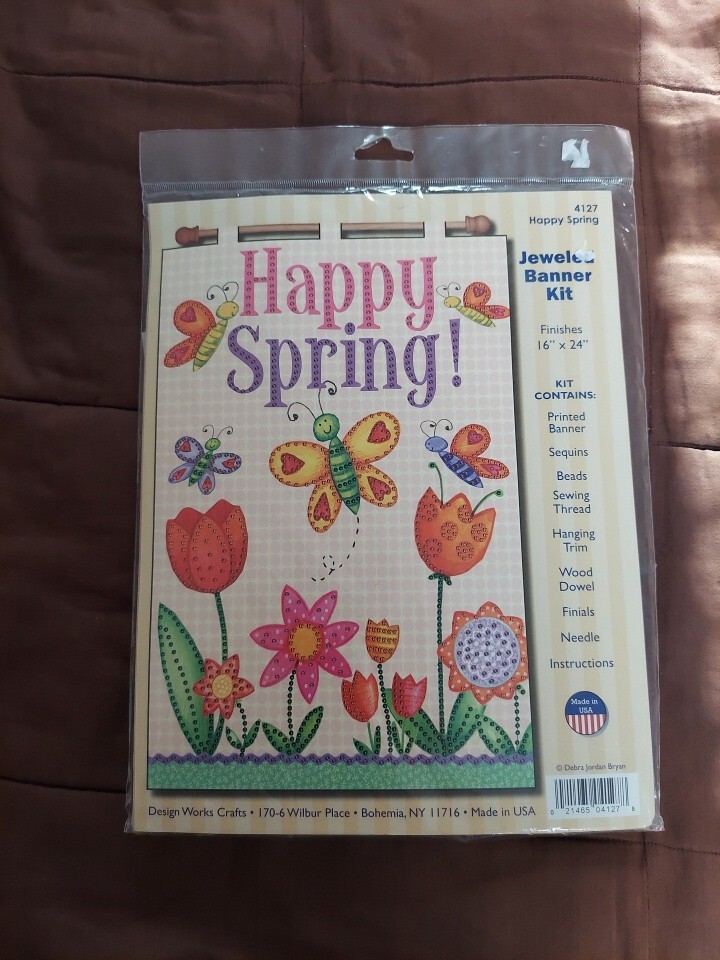 4127
Happy Spring
Happy
Spring!
Jeweled
Banner
Kit
Finishes
16" x 24"
KIT
CONTAINS:
Printed
Banner
Sequins
Beads
Sewing
Thread
Hanging
Trim
Wood
Dowel
Finials
Needle
Instructions
Made in
USA
© Debra Jordan Bryan
0 21465 04127 8
Design Works Crafts • 170-6 Wilbur Place • Bohemia, NY 11716 • Made in USA